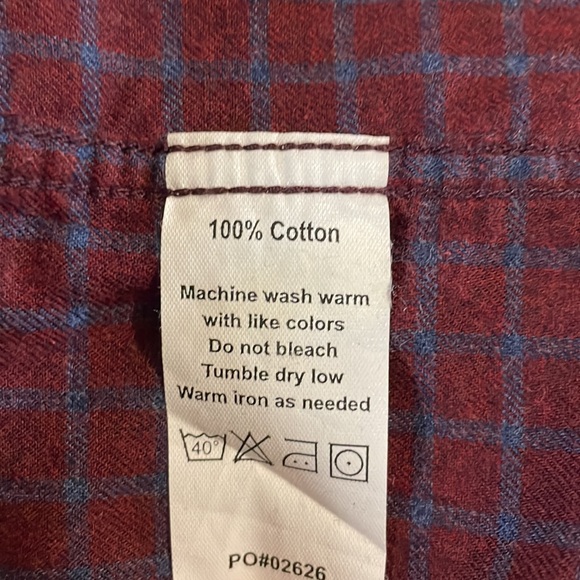 100% Cotton
Machine wash warm
with like colors
Do not bleach
Tumble dry low
Warm iron as needed
40°
PO#02626